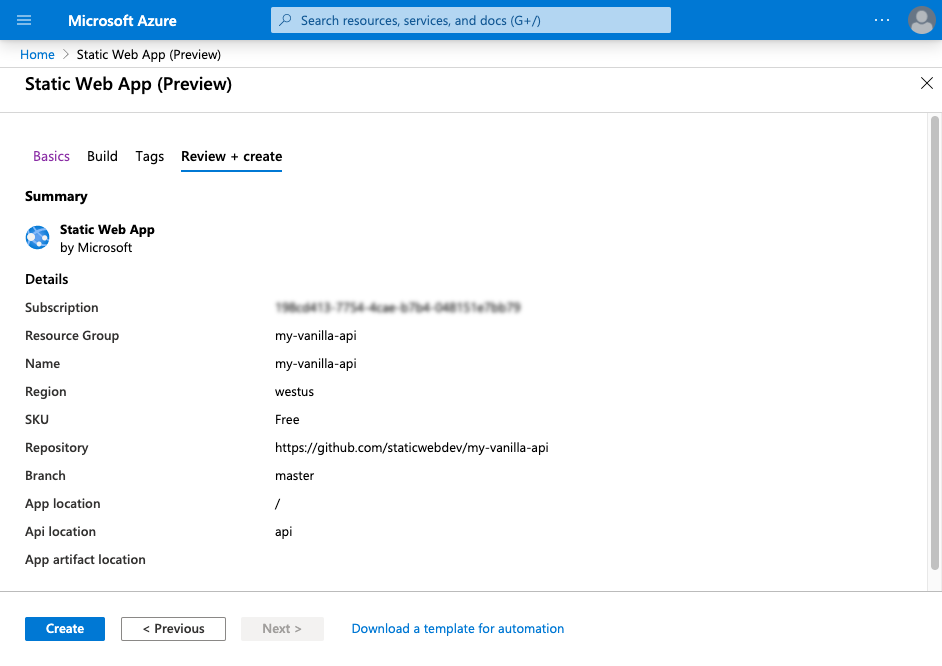 Microsoft Azure
Search resources, services, and docs (G+/)
Home > Static Web App (Preview)
Static Web App (Preview)
Basics Build Tags Review + create
Summary
Static Web App
by Microsoft
Details
Subscription
Resource Group my-vanilla-api
Name my-vanilla-api
Region westus
SKU Free
Repository https://github.com/staticwebdev/my-vanilla-api
Branch master
App location /
Api location api
App artifact location
Create < Previous Next > Download a template for automation